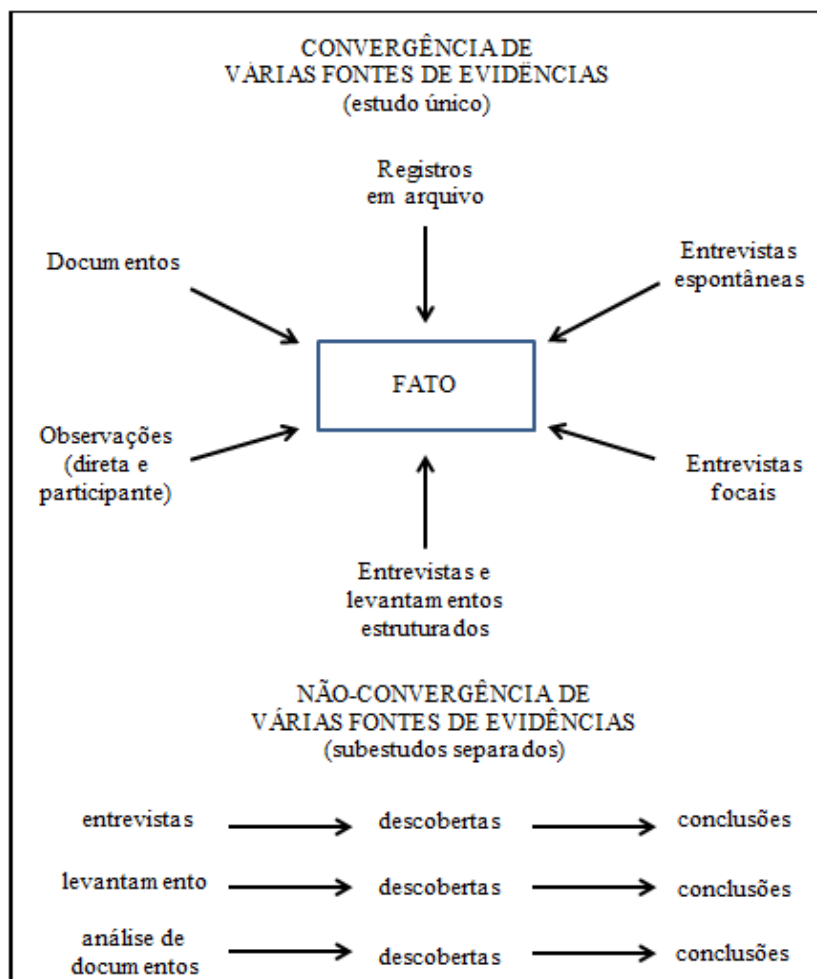 CONVERGÊNCIA DE
VÁRIAS FONTES DE EVIDÊNCIAS
(estudo único)
Registros
em arquivo
Documentos
Entrevistas
espontâneas
FATO
Observações
(direta e
participante)
Entrevistas
focais
Entrevistas e
levantamentos
estruturados
NÃO-CONVERGÊNCIA DE
VÁRIAS FONTES DE EVIDÊNCIAS
(subestudos separados)
entrevistas descobertas conclusões
levantamento descobertas conclusões
análise de
documentos descobertas conclusões